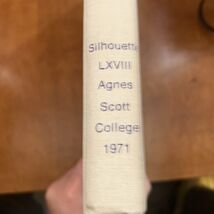 Silhouette
LXVIII
Agnes
Scott
College
1971